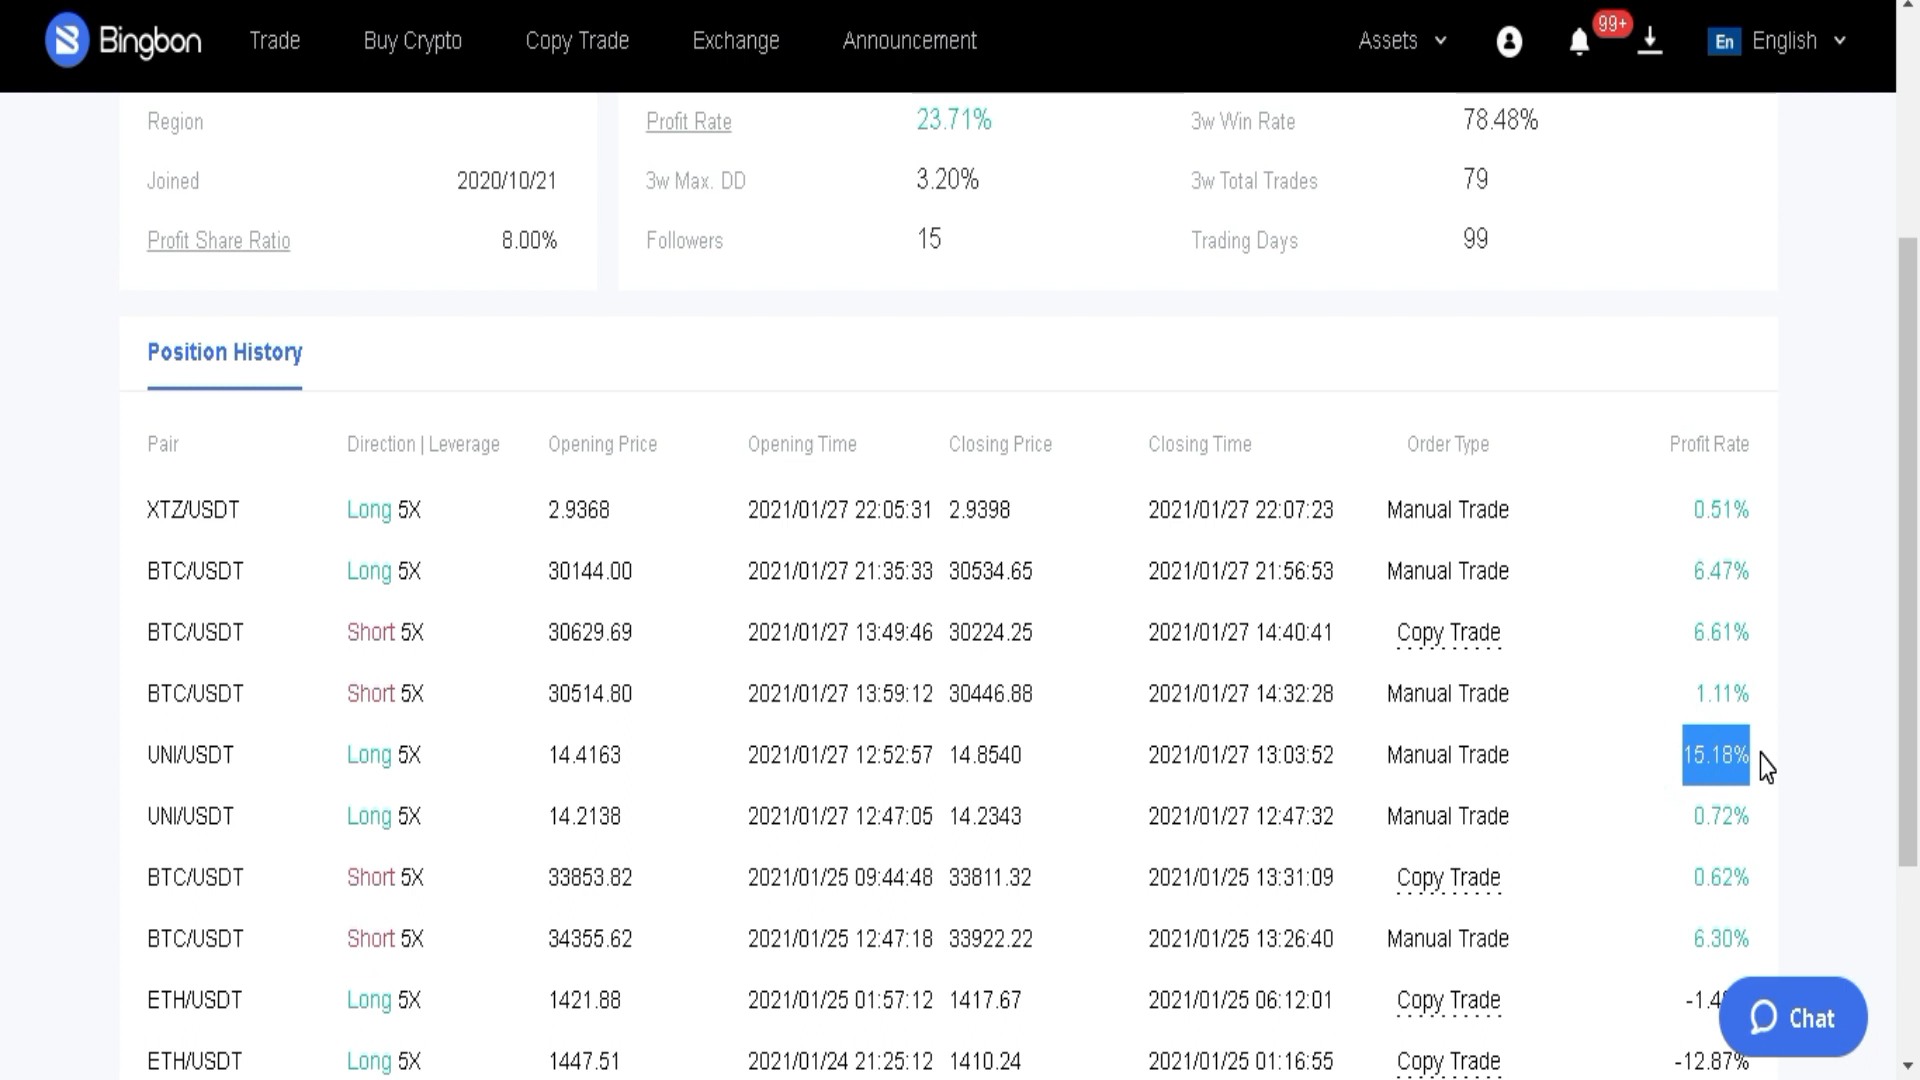 Bingbon Trade Buy Crypto Copy Trade Exchange Announcement Assets 99+ En English
Region Profit Rate 23.71% 3w Win Rate 78.48%
Joined 2020/10/21 3w Max. DD 3.20% 3w Total Trades 79
Profit Share Ratio 8.00% Followers 15 Trading Days 99
Position History
Pair Direction | Leverage Opening Price Opening Time Closing Price Closing Time Order Type Profit Rate
XTZ/USDT Long 5X 2.9368 2021/01/27 22:05:31 2.9398 2021/01/27 22:07:23 Manual Trade 0.51%
BTC/USDT Long 5X 30144.00 2021/01/27 21:35:33 30534.65 2021/01/27 21:56:53 Manual Trade 6.47%
BTC/USDT Short 5X 30629.69 2021/01/27 13:49:46 30224.25 2021/01/27 14:40:41 Copy Trade 6.61%
BTC/USDT Short 5X 30514.80 2021/01/27 13:59:12 30446.88 2021/01/27 14:32:28 Manual Trade 1.11%
UNI/USDT Long 5X 14.4163 2021/01/27 12:52:57 14.8540 2021/01/27 13:03:52 Manual Trade 15.18%
UNI/USDT Long 5X 14.2138 2021/01/27 12:47:05 14.2343 2021/01/27 12:47:32 Manual Trade 0.72%
BTC/USDT Short 5X 33853.82 2021/01/25 09:44:48 33811.32 2021/01/25 13:31:09 Copy Trade 0.62%
BTC/USDT Short 5X 34355.62 2021/01/25 12:47:18 33922.22 2021/01/25 13:26:40 Manual Trade 6.30%
ETH/USDT Long 5X 1421.88 2021/01/25 01:57:12 1417.67 2021/01/25 06:12:01 Copy Trade
Chat
ETH/USDT Long 5X 1447.51 2021/01/24 21:25:12 1410.24 2021/01/25 01:16:55 Copy Trade -12.87%